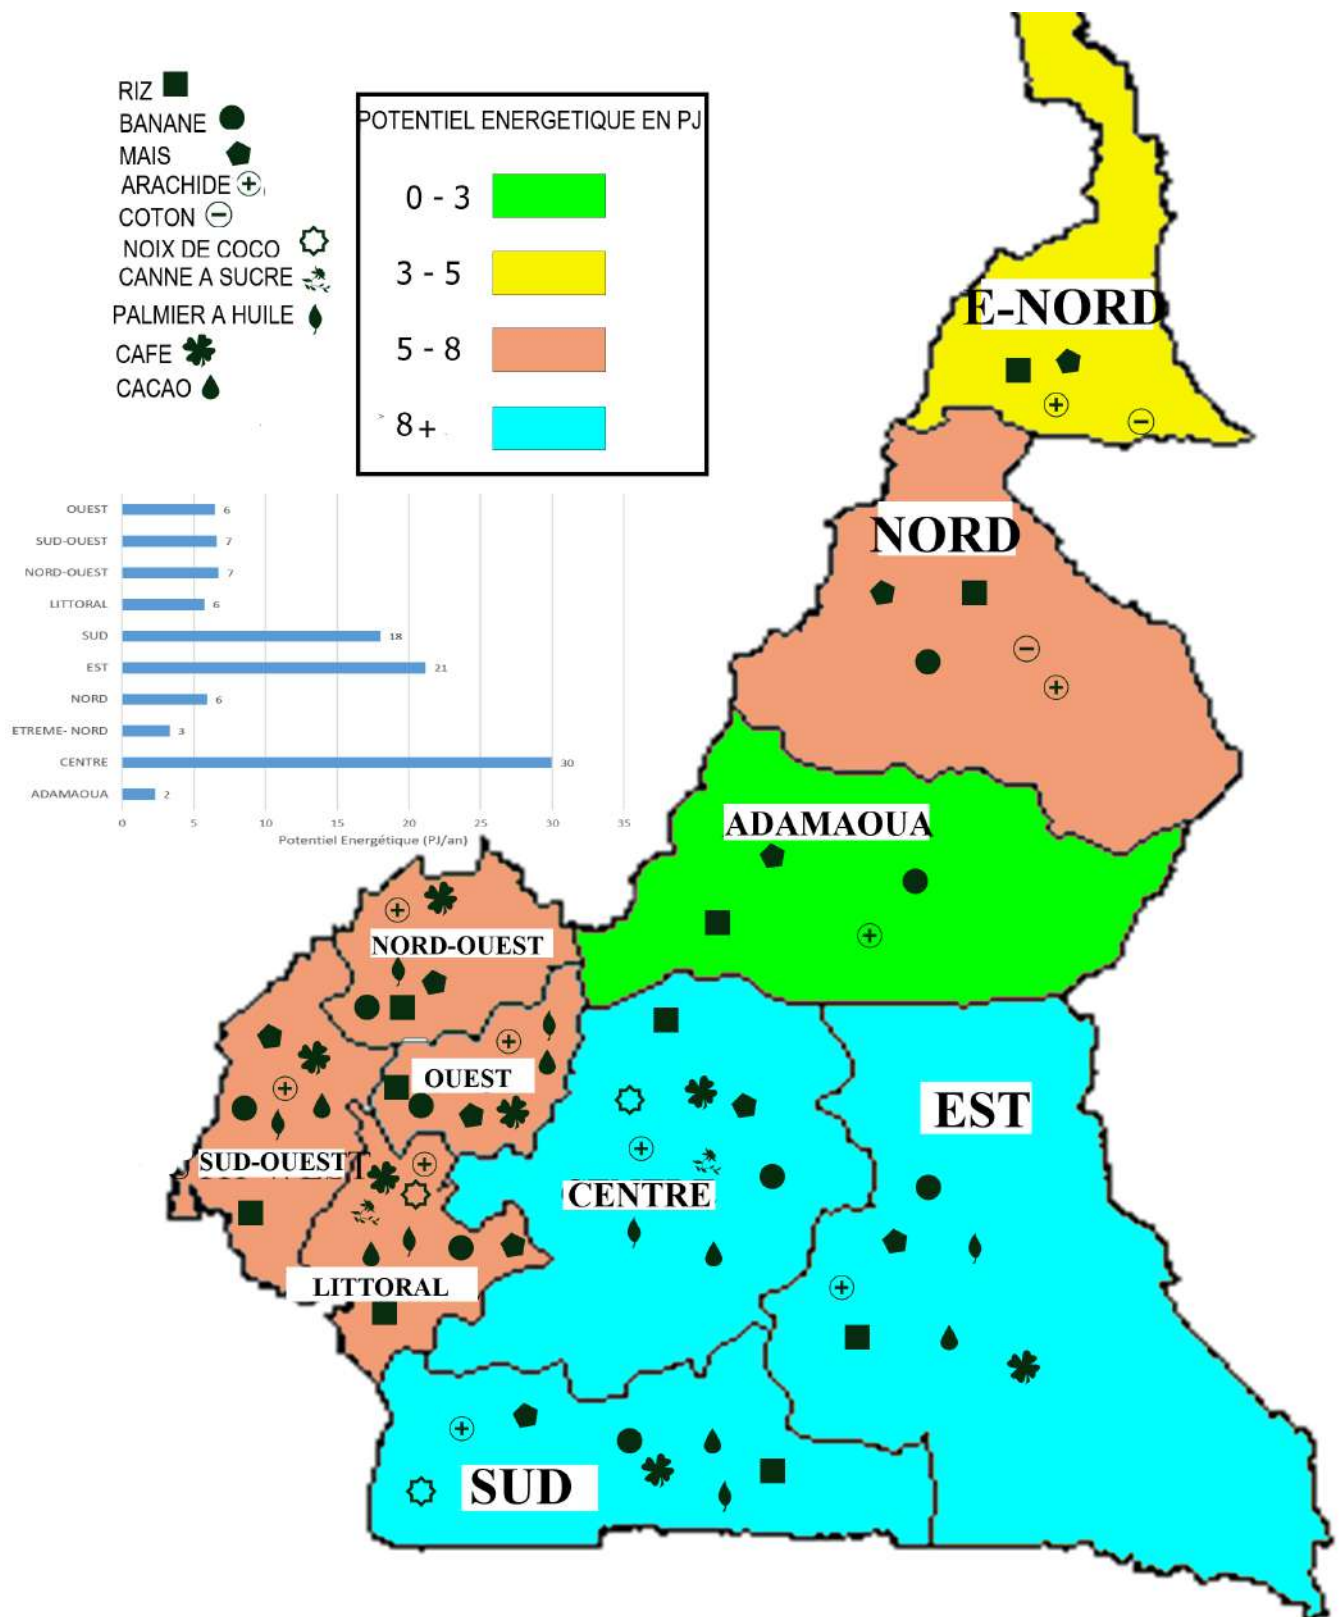 RIZ
BANANE
MAIS
ARACHIDE
COTON
NOIX DE COCO
CANNE A SUCRE
PALMIER A HUILE
CAFE
CACAO
POTENTIEL ENERGETIQUE EN PJ
0 - 3
3 - 5
5 - 8
> 8+
E-NORD
NORD
OUEST 6
SUD-OUEST 7
NORD-OUEST 7
LITTORAL 6
SUD 18
EST 21
NORD 6
ETREME- NORD 3
CENTRE 30
ADAMAOUA 2
0 5 10 15 20 25 30 35
Potentiel Energétique (PJ/an)
ADAMAOUA
NORD-OUEST
OUEST
EST
SUD-OUEST
CENTRE
LITTORAL
SUD